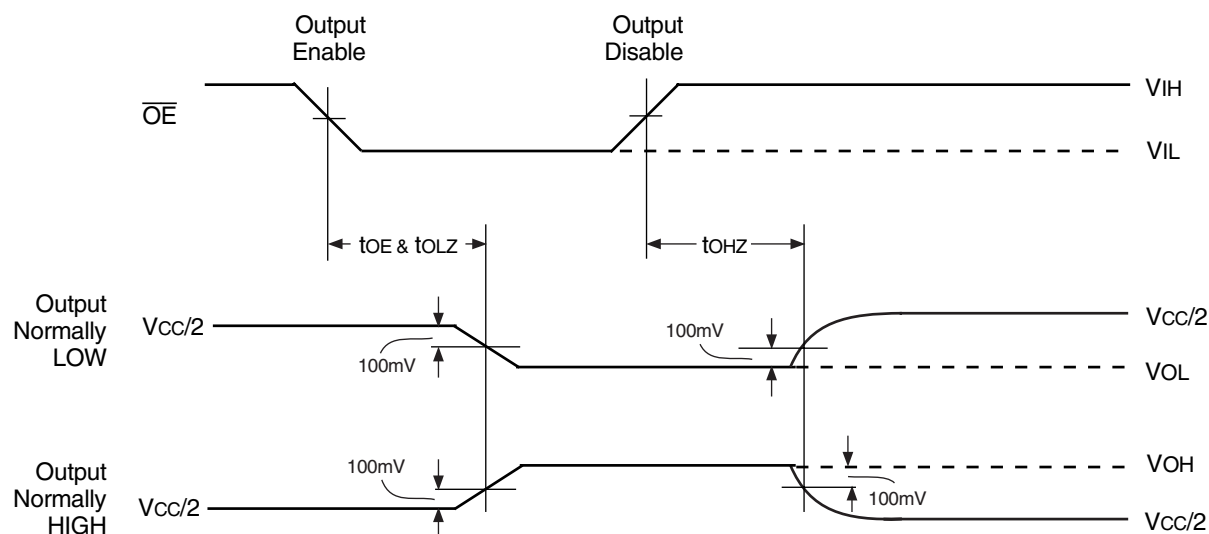 Output
Enable
Output
Disable
OE
VIH
VIL
tOE & tOLZ
tOHZ
Output
Normally
LOW
VCC/2
100mV
100mV
VCC/2
VOL
Output
Normally
HIGH
VCC/2
100mV
VOH
100mV
VCC/2